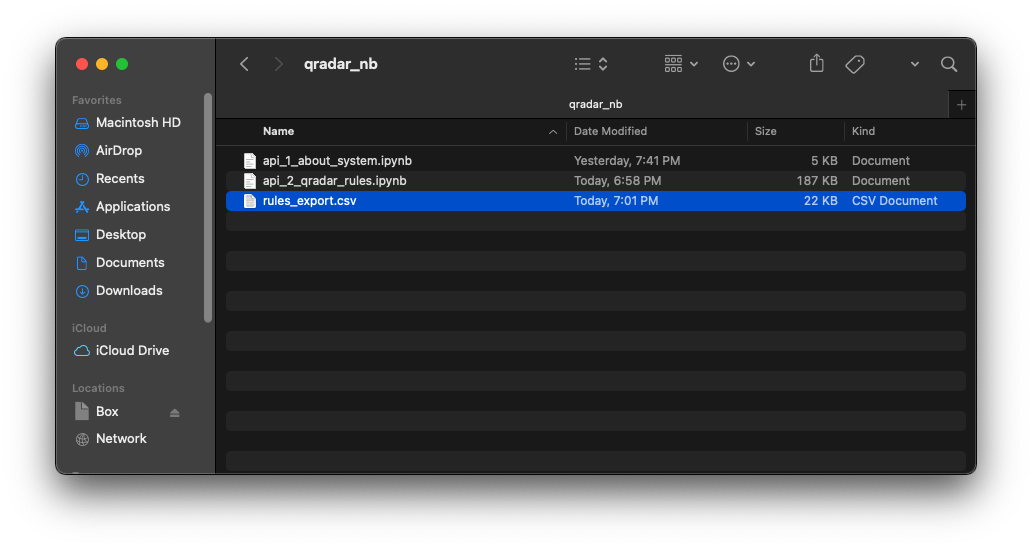 qradar_nb
Favorites
Macintosh HD
AirDrop
Recents
Applications
Desktop
Documents
Downloads
iCloud
iCloud Drive
Locations
Box
Network
qradar_nb
Name Date Modified Size Kind
api_1_about_system.ipynb Yesterday, 7:41 PM 5 KB Document
api_2_qradar_rules.ipynb Today, 6:58 PM 187 KB Document
rules_export.csv Today, 7:01 PM 22 KB CSV Document